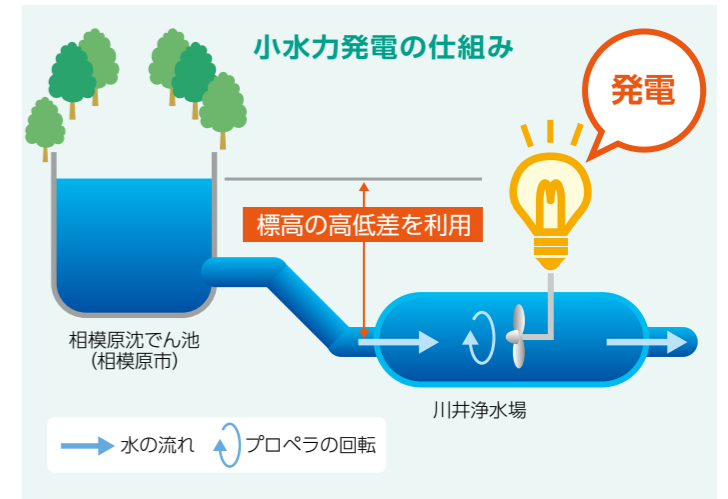 小水力発電の仕組み
発電
標高の高低差を利用
相模原沈でん池
(相模原市)
川井浄水場
水の流れ
プロペラの回転